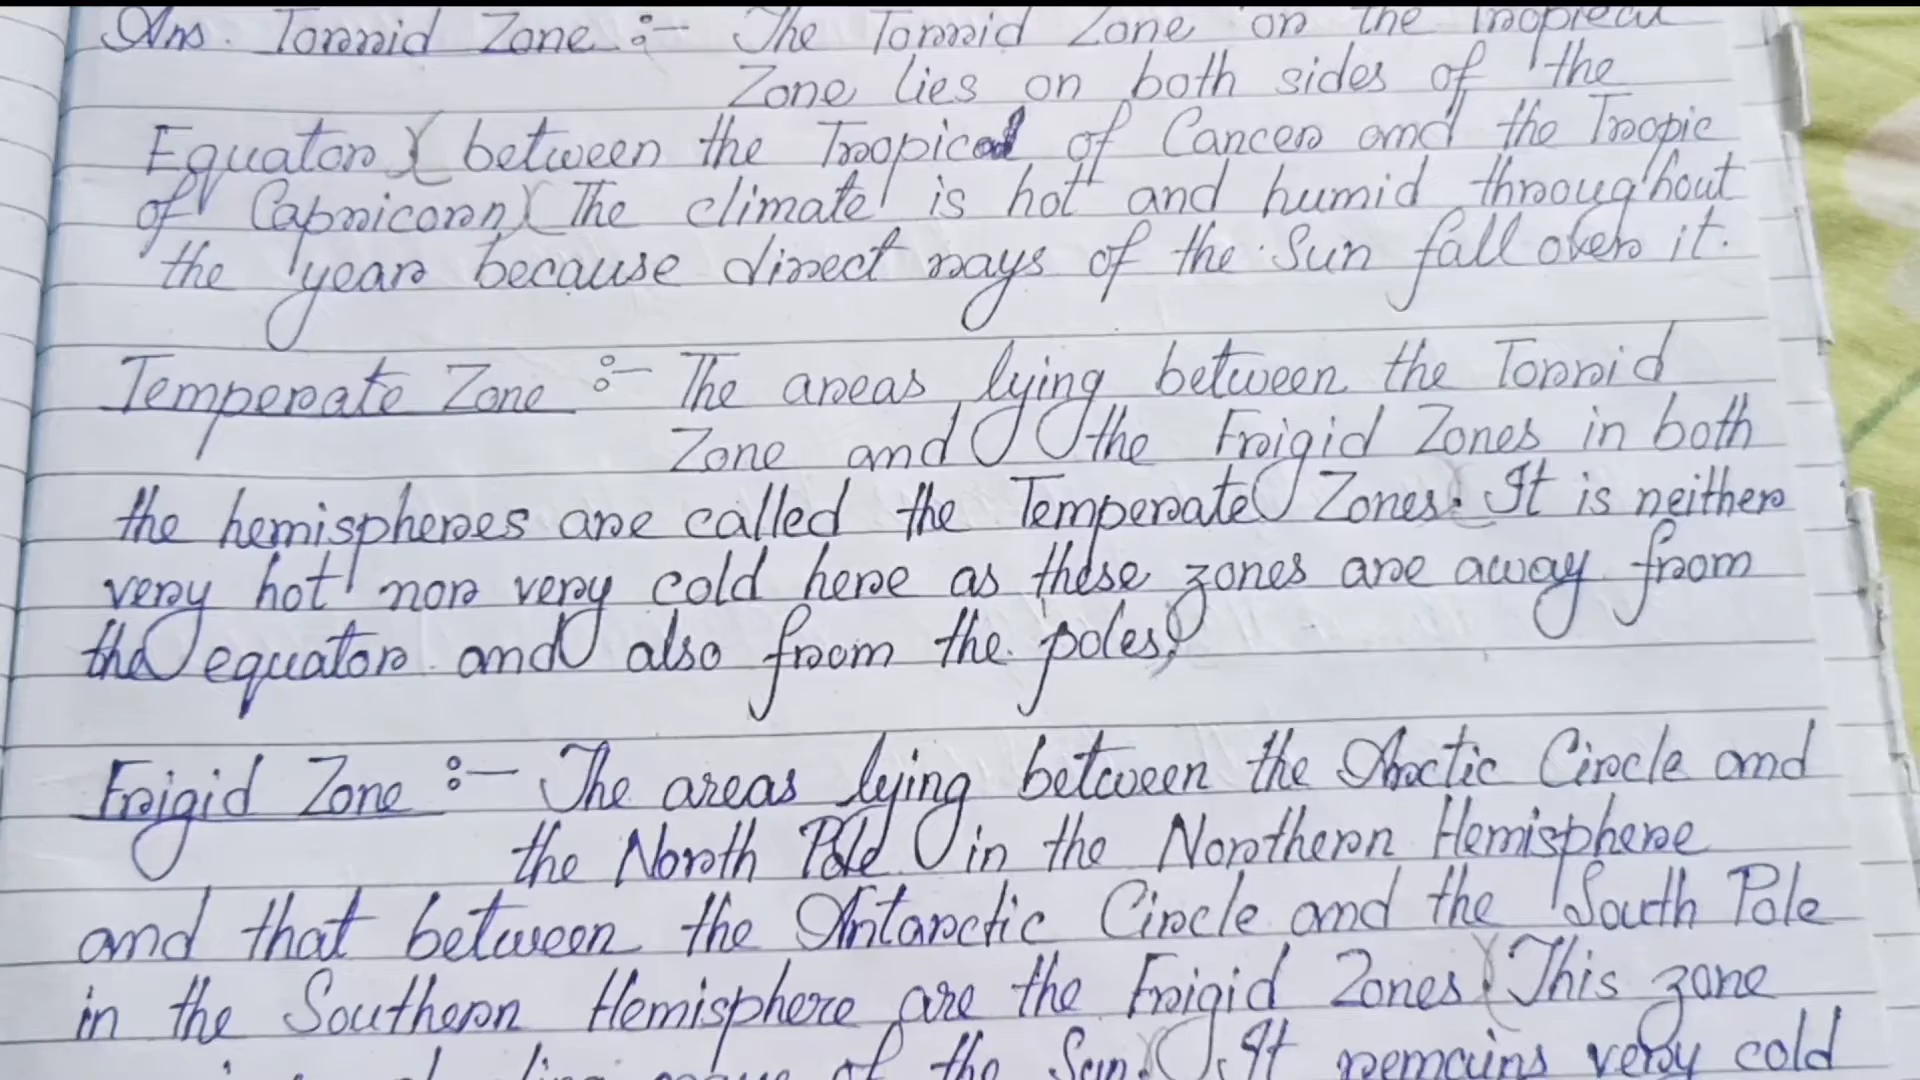 Ans. Torrid Zone :- The Torrid Zone or the Tropical
Zone lies on both sides of the
Equator (between the Tropical of Cancer and the Tropic
of Capricorn) (The climate is hot and humid throughout
the year because direct rays of the Sun fall over it.
Temperate Zone :- The areas lying between the Torrid
Zone and the Frigid Zones in both
the hemispheres are called the Temperate Zones. It is neither
very hot nor very cold here as these zones are away from
the equator and also from the poles.
Frigid Zone :- The areas lying between the Arctic Circle and
the North Pole in the Northern Hemisphere
and that between the Antarctic Circle and the South Pole
in the Southern Hemisphere are the Frigid Zones (This zone
of the Sun.) It remains very cold